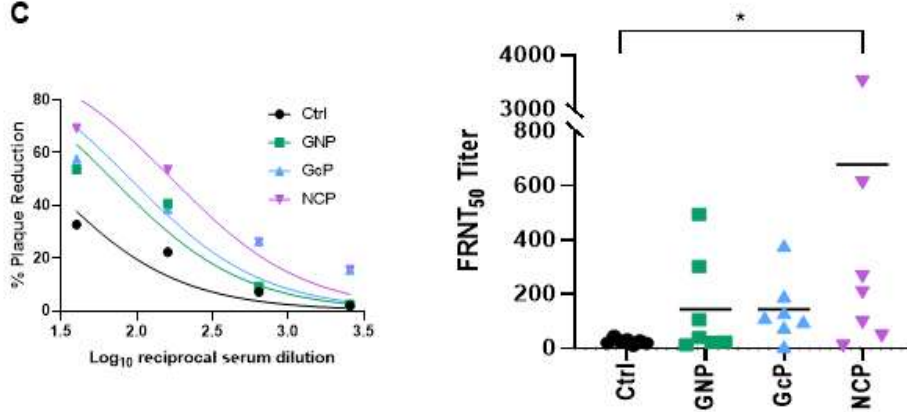 C
% Plaque Reduction
80
60
40
20
0
1.5 2.0 2.5 3.0 3.5
Log10 reciprocal serum dilution
Ctrl
GNP
GcP
NCP
*
FRNT50 Titer
4000
3000
800
600
400
200
0
Ctrl GNP GcP NCP